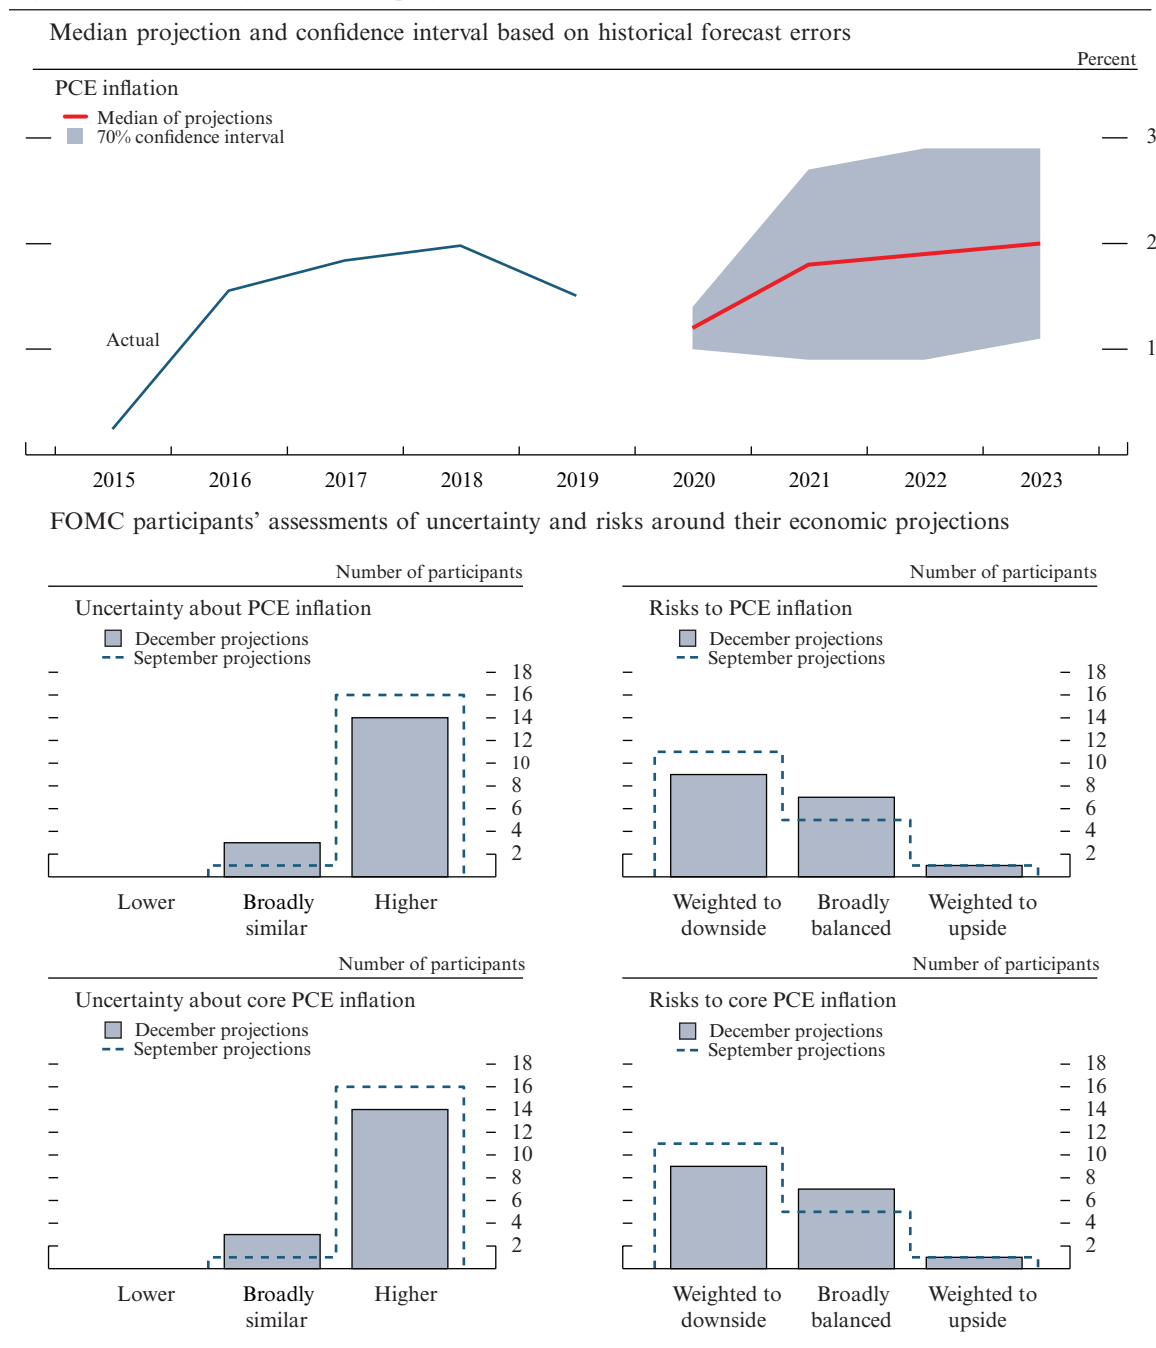 Median projection and confidence interval based on historical forecast errors
Percent
PCE inflation
Median of projections
70% confidence interval
3
2
1
Actual
2015 2016 2017 2018 2019 2020 2021 2022 2023
FOMC participants’ assessments of uncertainty and risks around their economic projections
Number of participants
Uncertainty about PCE inflation
December projections
September projections
18
16
14
12
10
8
6
4
2
Lower Broadly Higher
similar
Number of participants
Risks to PCE inflation
December projections
September projections
18
16
14
12
10
8
6
4
2
Weighted to Broadly Weighted to
downside balanced upside
Number of participants
Uncertainty about core PCE inflation
December projections
September projections
18
16
14
12
10
8
6
4
2
Lower Broadly Higher
similar
Number of participants
Risks to core PCE inflation
December projections
September projections
18
16
14
12
10
8
6
4
2
Weighted to Broadly Weighted to
downside balanced upside